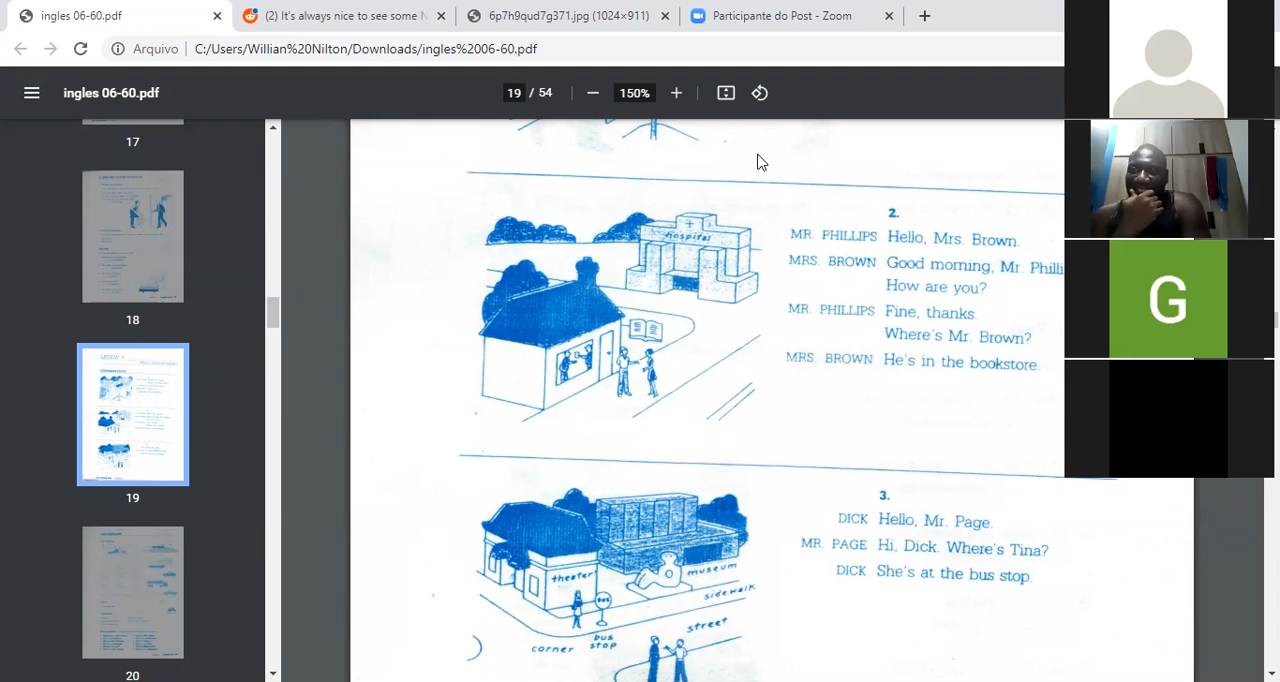 ingles 06-60.pdf
(2) It's always nice to see some N
6p7h9qud7g371.jpg (1024×911)
Participante do Post - Zoom
Arquivo
C:/Users/Willian%20Nilton/Downloads/ingles%2006-60.pdf
ingles 06-60.pdf
19 / 54
150%
17
18
19
20
hospital
2.
MR. PHILLIPS Hello, Mrs. Brown.
MRS. BROWN Good morning, Mr. Philli
How are you?
MR. PHILLIPS Fine, thanks.
Where's Mr. Brown?
MRS. BROWN He's in the bookstore.
theater
museum
sidewalk
BUS
bus
stop
street
corner
3.
DICK Hello, Mr. Page.
MR. PAGE Hi, Dick. Where's Tina?
DICK She's at the bus stop.
G